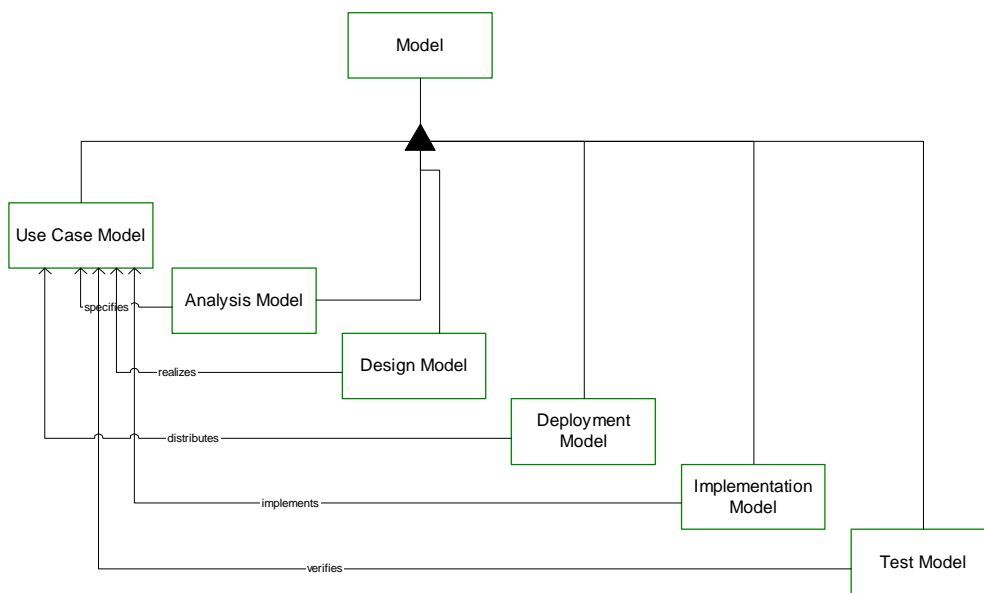 Model
Use Case Model
specifies
Analysis Model
realizes
Design Model
distributes
Deployment
Model
implements
Implementation
Model
verifies
Test Model